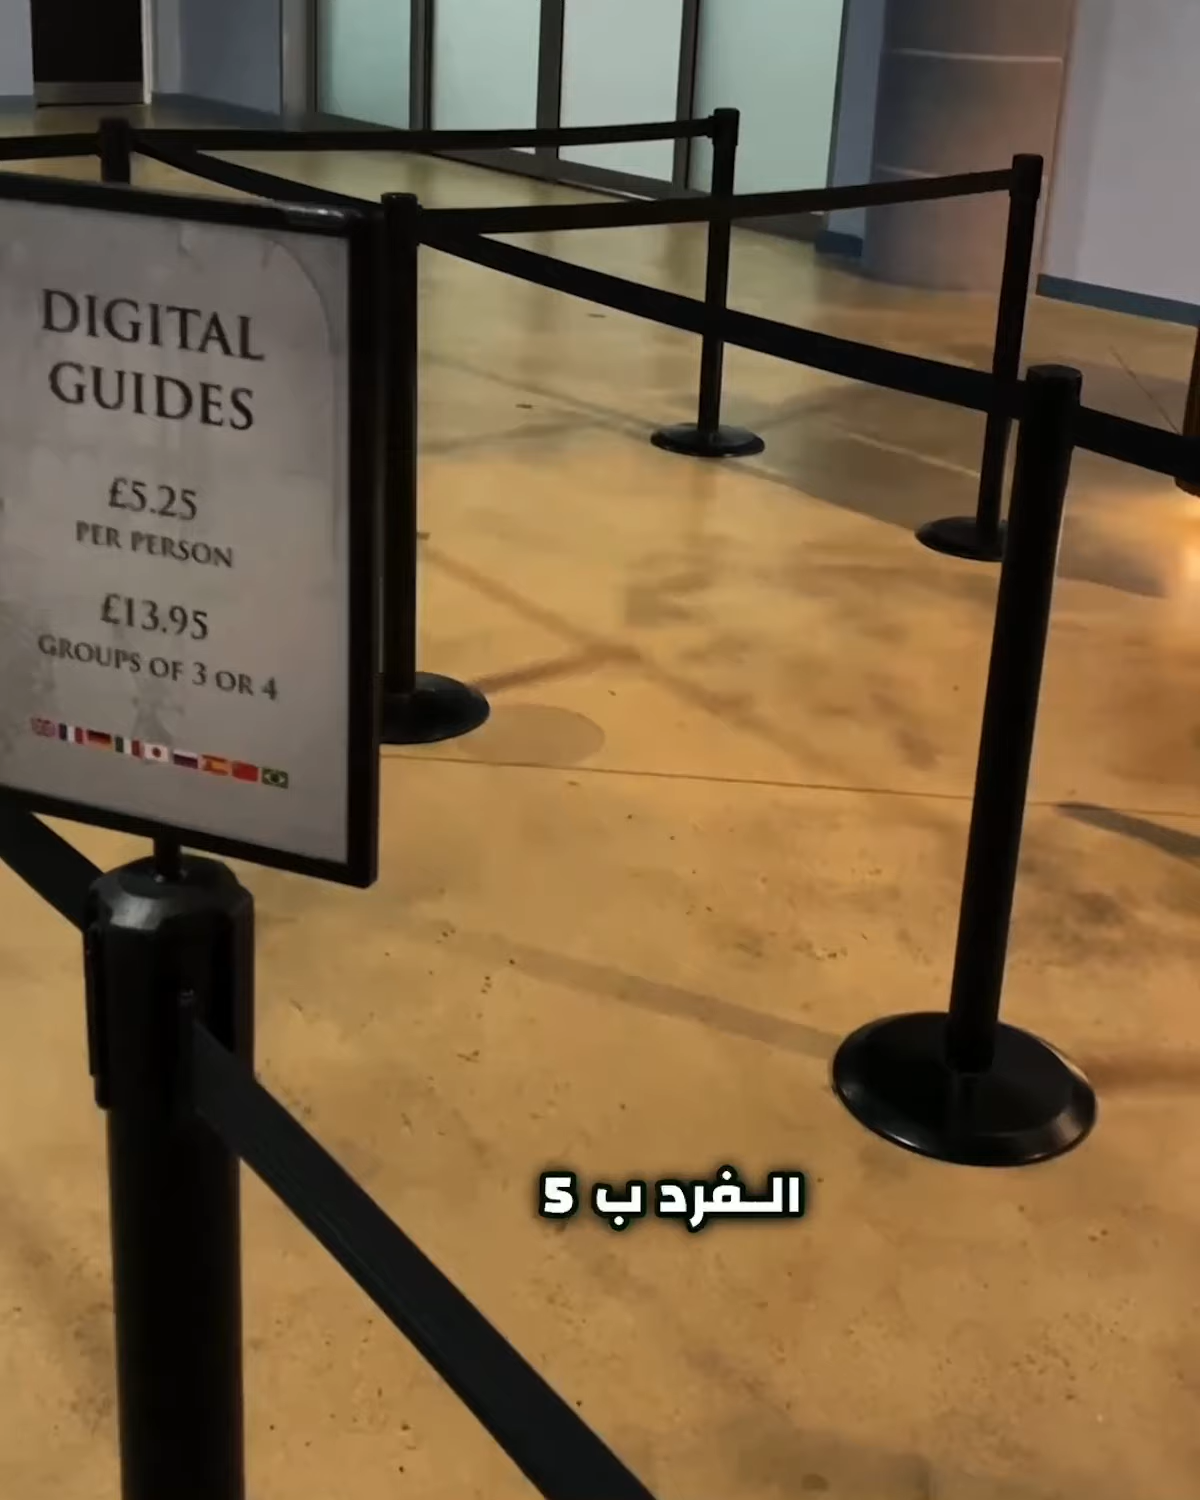 DIGITAL
GUIDES
£5.25
PER PERSON
£13.95
GROUPS OF 3 OR 4
الفرد ب 5